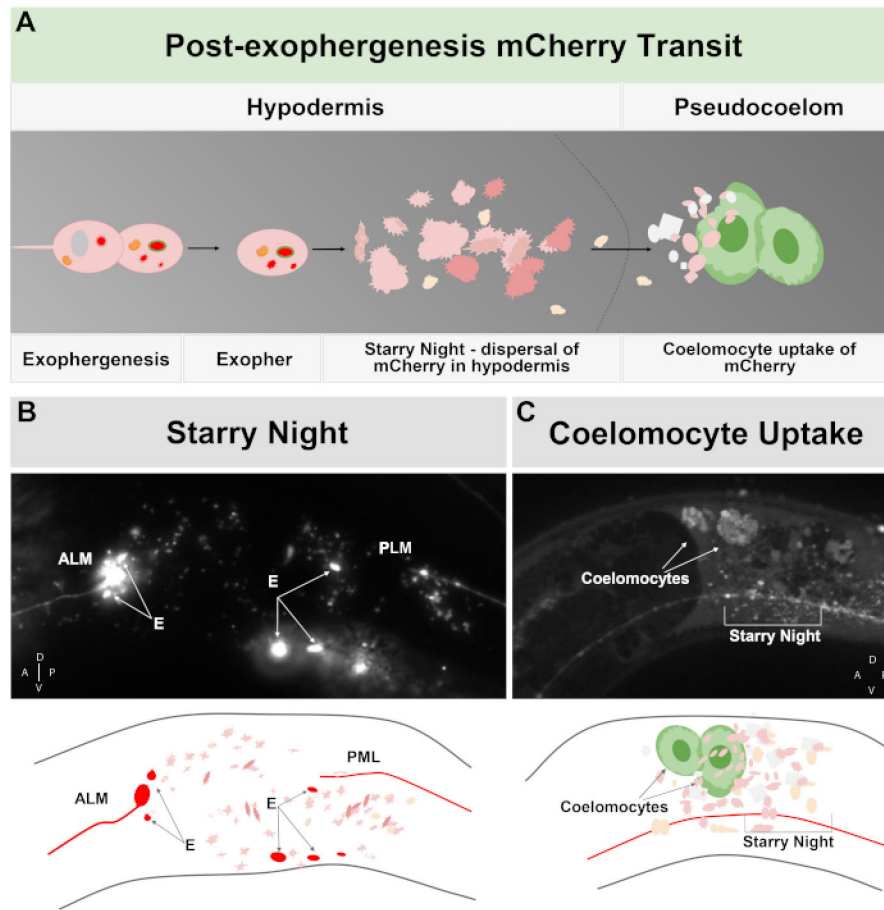 A
Post-exophergenesis mCherry Transit
Hypodermis
Pseudocoelom
Exophergenesis
Exopher
Starry Night - dispersal of
mCherry in hypodermis
Coelomocyte uptake of
mCherry
B
Starry Night
ALM
E
E
PLM
D
A P
V
C
Coelomocyte Uptake
Coelomocytes
Starry Night
D
A P
V
ALM
E
E
PML
Coelomocytes
Starry Night